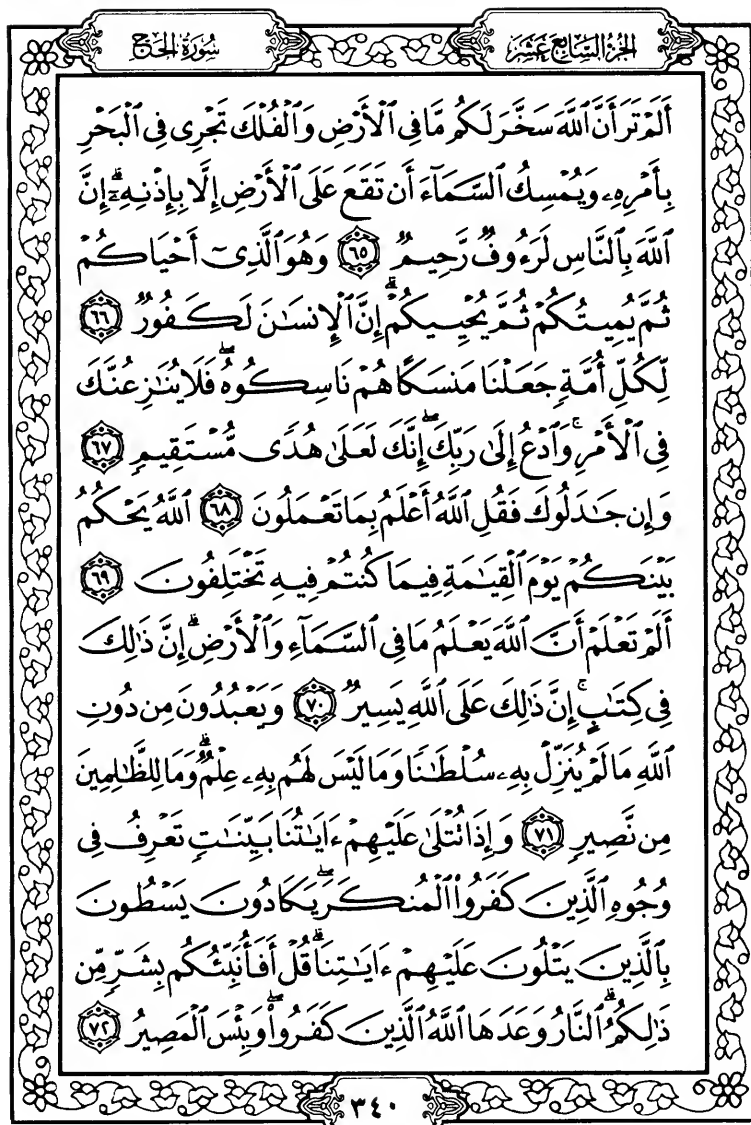 الجزء السابع عشر
سورة الحج
أَلَمْ تَرَ أَنَّ ٱللَّهَ سَخَّرَ لَكُم مَّا فِى ٱلْأَرْضِ وَٱلْفُلْكَ تَجْرِى فِى ٱلْبَحْرِ
بِأَمْرِهِۦ وَيُمْسِكُ ٱلسَّمَآءَ أَن تَقَعَ عَلَى ٱلْأَرْضِ إِلَّا بِإِذْنِهِۦٓ ۗ إِنَّ
ٱللَّهَ بِٱلنَّاسِ لَرَءُوفٌ رَّحِيمٌ ٦٥ وَهُوَ ٱلَّذِىٓ أَحْيَاكُمْ
ثُمَّ يُمِيتُكُمْ ثُمَّ يُحْيِيكُمْ ۗ إِنَّ ٱلْإِنسَـٰنَ لَكَفُورٌ ٦٦
لِّكُلِّ أُمَّةٍ جَعَلْنَا مَنسَكًا هُمْ نَاسِكُوهُ ۖ فَلَا يُنَـٰزِعُنَّكَ
فِى ٱلْأَمْرِ ۚ وَٱدْعُ إِلَىٰ رَبِّكَ ۖ إِنَّكَ لَعَلَىٰ هُدًى مُّسْتَقِيمٍ ٦٧
وَإِن جَـٰدَلُوكَ فَقُلِ ٱللَّهُ أَعْلَمُ بِمَا تَعْمَلُونَ ٦٨ ٱللَّهُ يَحْكُمُ
بَيْنَكُمْ يَوْمَ ٱلْقِيَـٰمَةِ فِيمَا كُنتُمْ فِيهِ تَخْتَلِفُونَ ٦٩
أَلَمْ تَعْلَمْ أَنَّ ٱللَّهَ يَعْلَمُ مَا فِى ٱلسَّمَآءِ وَٱلْأَرْضِ ۗ إِنَّ ذَٰلِكَ
فِى كِتَـٰبٍ ۚ إِنَّ ذَٰلِكَ عَلَى ٱللَّهِ يَسِيرٌ ٧٠ وَيَعْبُدُونَ مِن دُونِ
ٱللَّهِ مَا لَمْ يُنَزِّلْ بِهِۦ سُلْطَـٰنًا وَمَا لَيْسَ لَهُم بِهِۦ عِلْمٌ ۗ وَمَا لِلظَّـٰلِمِينَ
مِن نَّصِيرٍ ٧١ وَإِذَا تُتْلَىٰ عَلَيْهِمْ ءَايَـٰتُنَا بَيِّنَـٰتٍ تَعْرِفُ فِى
وُجُوهِ ٱلَّذِينَ كَفَرُوا۟ ٱلْمُنكَرَ ۖ يَكَادُونَ يَسْطُونَ
بِٱلَّذِينَ يَتْلُونَ عَلَيْهِمْ ءَايَـٰتِنَا ۗ قُلْ أَفَأُنَبِّئُكُم بِشَرٍّ مِّن
ذَٰلِكُمُ ۗ ٱلنَّارُ وَعَدَهَا ٱللَّهُ ٱلَّذِينَ كَفَرُوا۟ ۖ وَبِئْسَ ٱلْمَصِيرُ ٧٢
٣٤٠